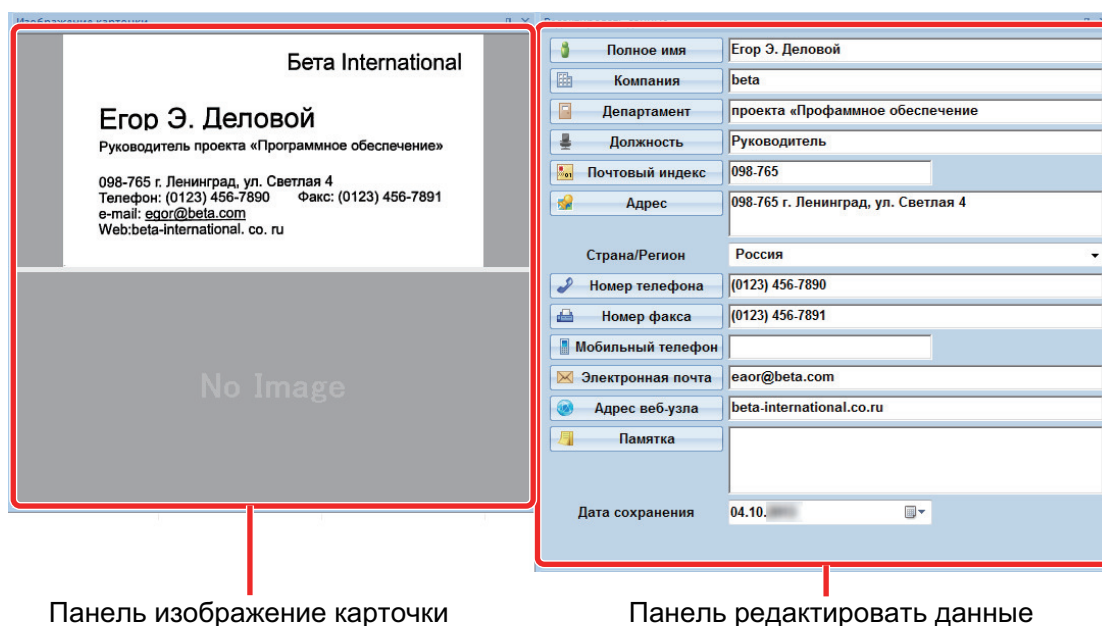 Изображение карточки
Бета International
Егор Э. Деловой
Руководитель проекта «Программное обеспечение»
098-765 г. Ленинград, ул. Светлая 4
Телефон: (0123) 456-7890 Факс: (0123) 456-7891
e-mail: egor@beta.com
Web:beta-international. co. ru
No Image
Редактировать данные
Полное имя Егор Э. Деловой
Компания beta
Департамент проекта «Профаммное обеспечение
Должность Руководитель
Почтовый индекс 098-765
Адрес 098-765 г. Ленинград, ул. Светлая 4
Страна/Регион Россия
Номер телефона (0123) 456-7890
Номер факса (0123) 456-7891
Мобильный телефон
Электронная почта eaor@beta.com
Адрес веб-узла beta-international.co.ru
Памятка
Дата сохранения 04.10.
Панель изображение карточки
Панель редактировать данные